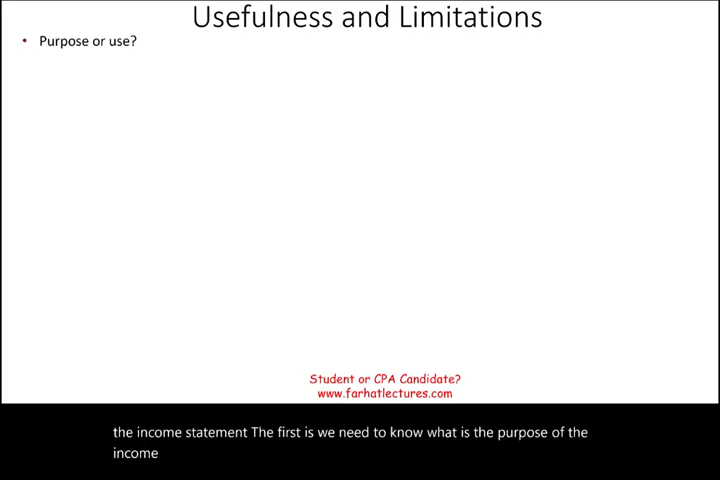 Usefulness and Limitations
• Purpose or use?
Student or CPA Candidate?
www.farhatlectures.com
the income statement The first is we need to know what is the purpose of the
income